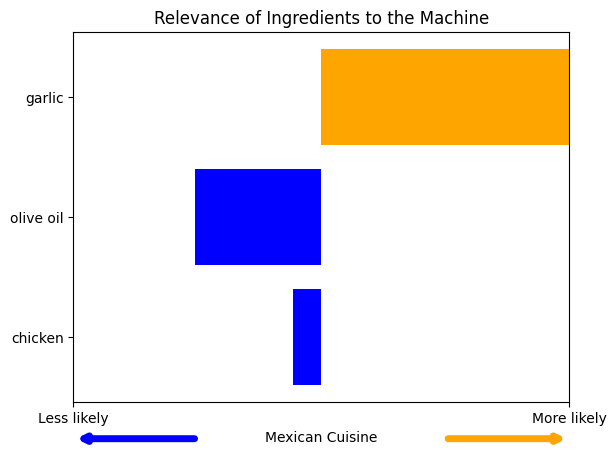 Relevance of Ingredients to the Machine
garlic
olive oil
chicken
Less likely
More likely
Mexican Cuisine